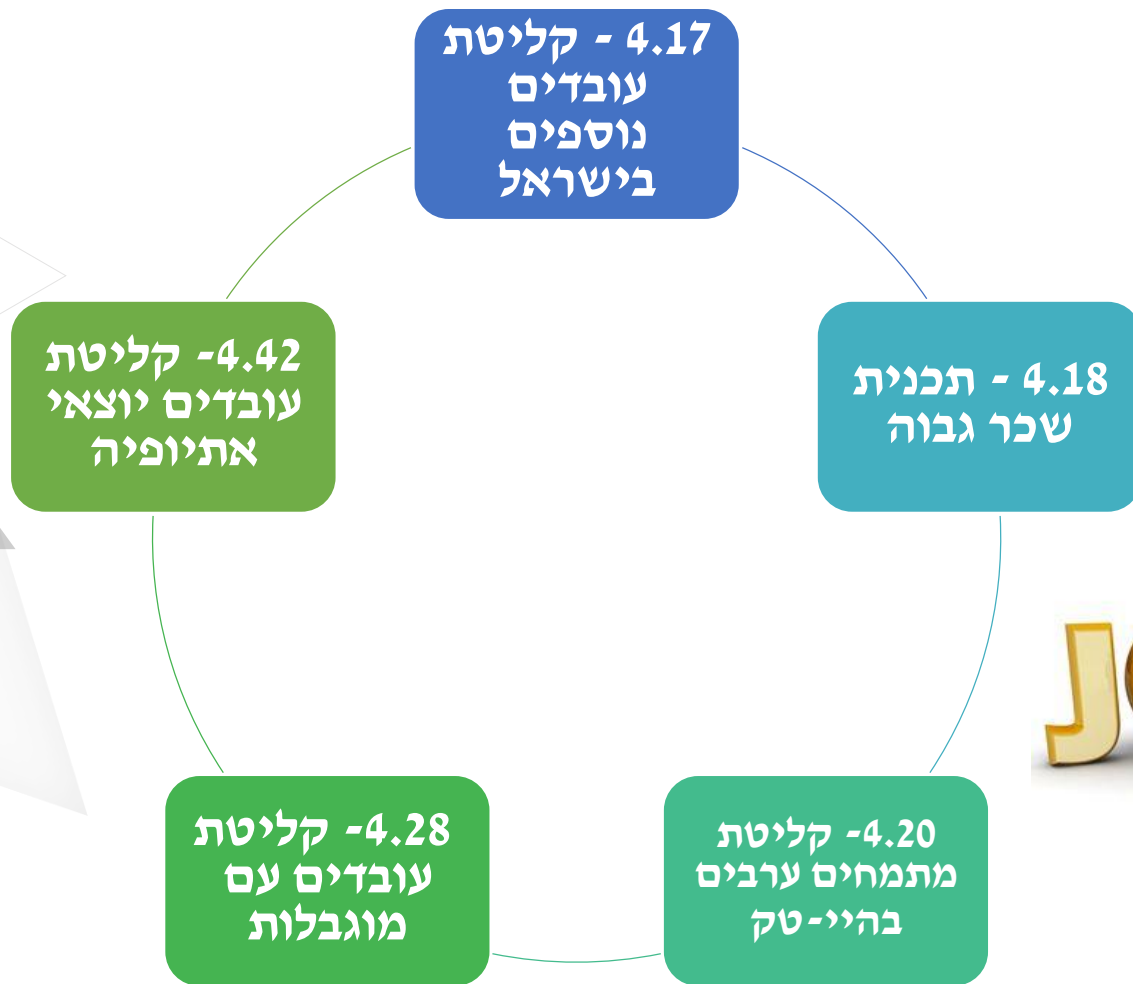 4.17 - קליטת
עובדים
נוספים
בישראל
4.18 - תכנית
שכר גבוה
4.20- קליטת
מתמחים ערבים
בהיי-טק
4.28- קליטת
עובדים עם
מוגבלות
4.42- קליטת
עובדים יוצאי
אתיופיה